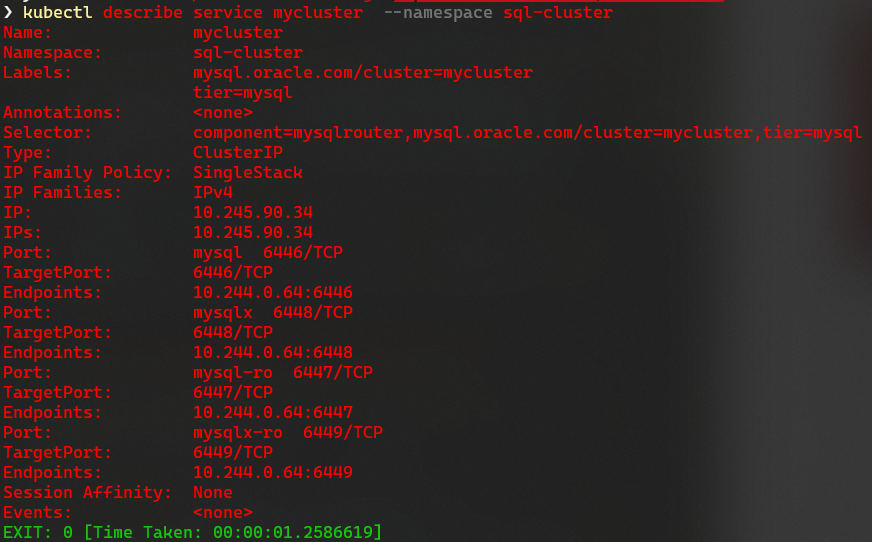 ❯ kubectl describe service mycluster  --namespace sql-cluster
Name:              mycluster
Namespace:         sql-cluster
Labels:            mysql.oracle.com/cluster=mycluster
                   tier=mysql
Annotations:       <none>
Selector:          component=mysqlrouter,mysql.oracle.com/cluster=mycluster,tier=mysql
Type:              ClusterIP
IP Family Policy:  SingleStack
IP Families:       IPv4
IP:                10.245.90.34
IPs:               10.245.90.34
Port:              mysql  6446/TCP
TargetPort:        6446/TCP
Endpoints:         10.244.0.64:6446
Port:              mysqlx  6448/TCP
TargetPort:        6448/TCP
Endpoints:         10.244.0.64:6448
Port:              mysql-ro  6447/TCP
TargetPort:        6447/TCP
Endpoints:         10.244.0.64:6447
Port:              mysqlx-ro  6449/TCP
TargetPort:        6449/TCP
Endpoints:         10.244.0.64:6449
Session Affinity:  None
Events:            <none>
EXIT: 0 [Time Taken: 00:00:01.2586619]